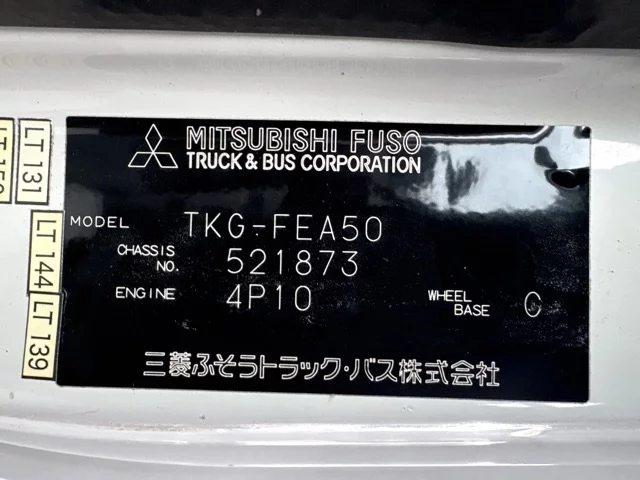 MITSUBISHI FUSO
TRUCK & BUS CORPORATION
MODEL TKG-FEA50
CHASSIS NO. 521873
ENGINE 4P10
WHEEL BASE C
三菱ふそうトラック・バス株式会社
LT 131
LT 144
LT 139